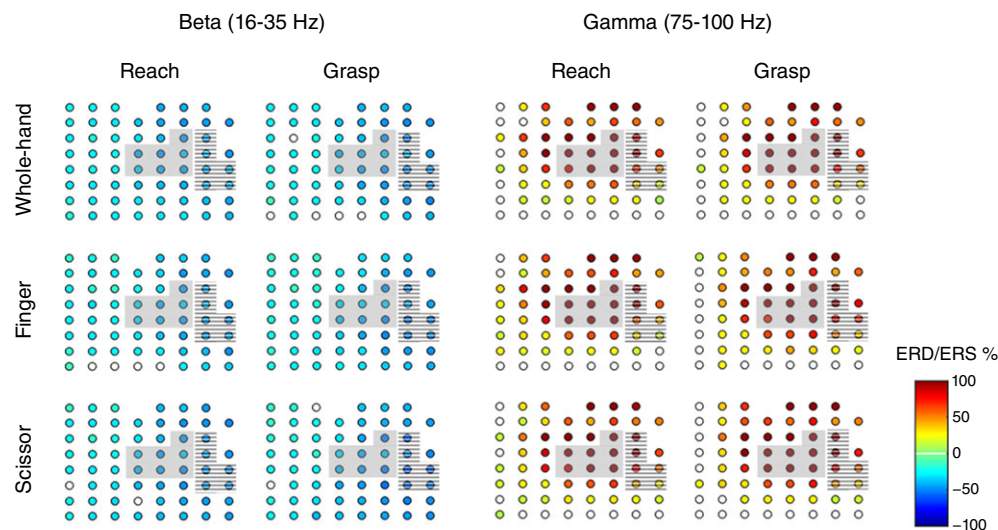 Beta (16-35 Hz) Gamma (75-100 Hz)
Reach Grasp Reach Grasp
Whole-hand
Finger
Scissor
ERD/ERS %
100
50
0
−50
−100